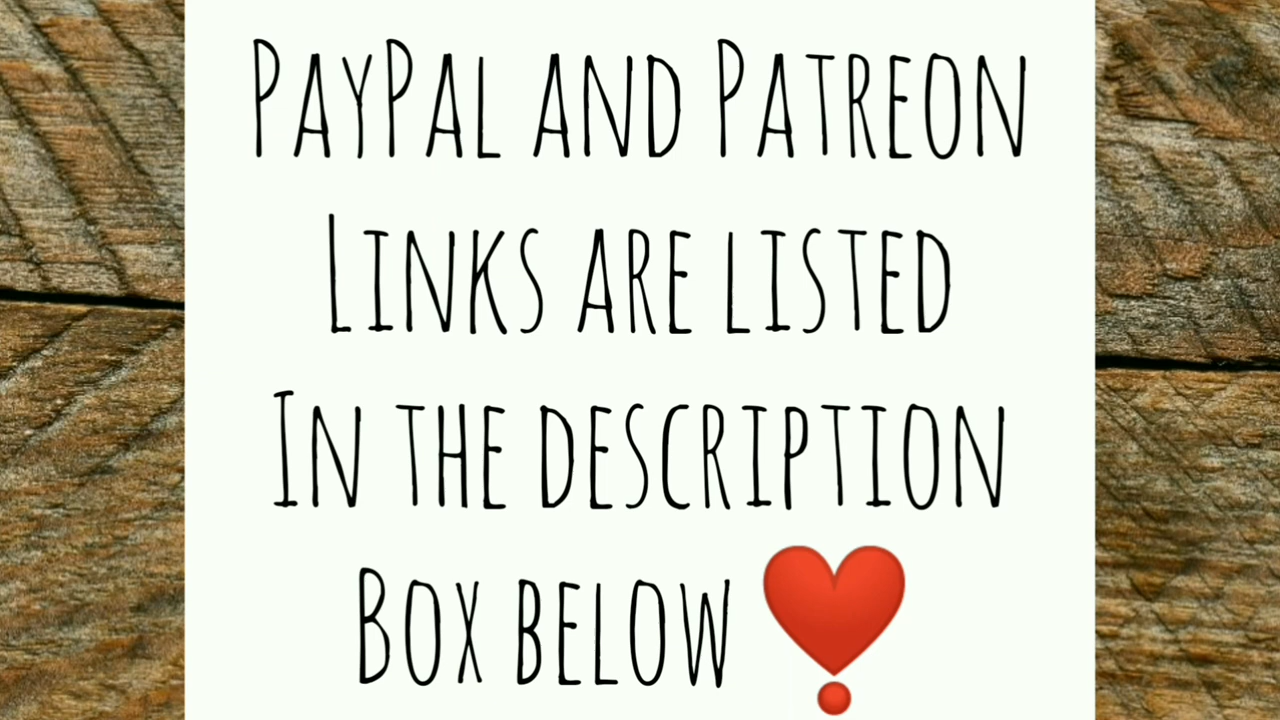 PayPal and Patreon
Links are listed
In the description
Box below ❣️